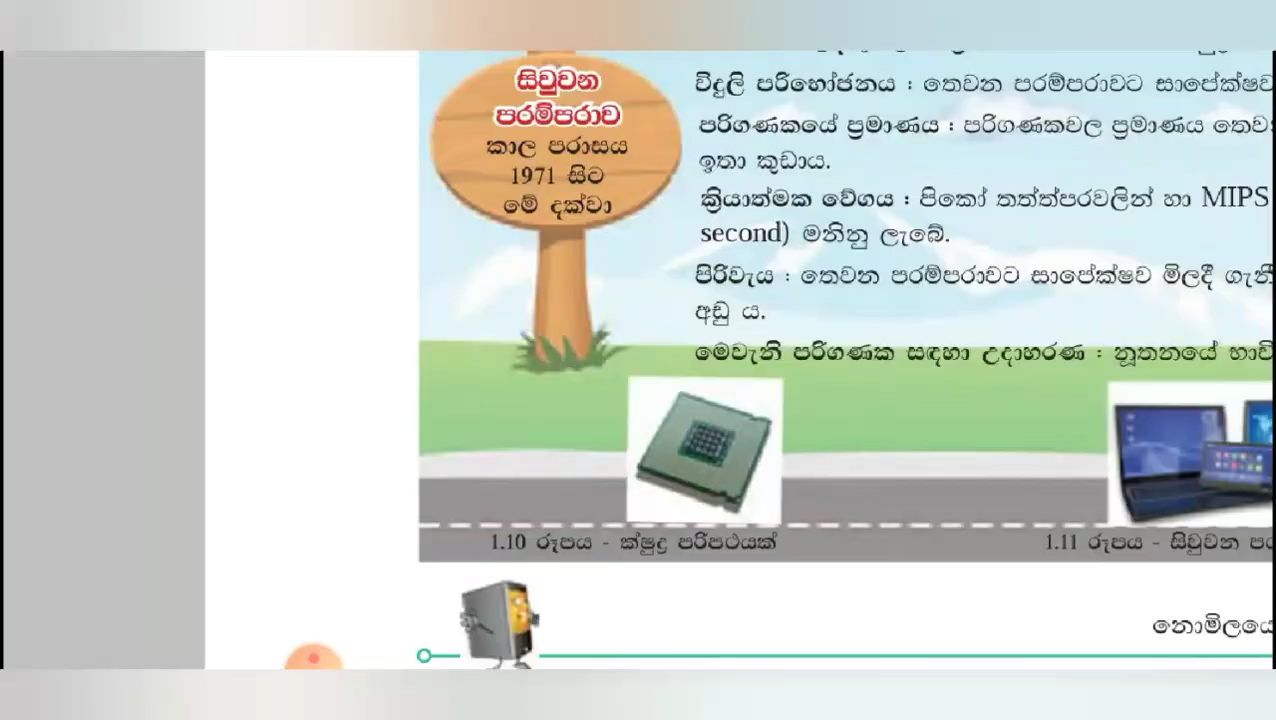 සිවුවන
පරම්පරාව
කාල පරාසය
1971 සිට
මේ දක්වා
විදුලි පරිභෝජනය : තෙවන පරම්පරාවට සාපේක්ෂව
පරිගණකයේ ප්‍රමාණය : පරිගණකවල ප්‍රමාණය
ඉතා කුඩාය.
ක්‍රියාත්මක වේගය : පිකෝ තත්ත්පරවලින් හා MIPS
second) මනිනු ලැබේ.
පිරිවැය : තෙවන පරම්පරාවට සාපේක්ෂව මිලදී
අඩු ය.
මෙවැනි පරිගණක සඳහා උදාහරණ : නූතනයේ
1.10 රූපය - ක්ෂුද්‍ර පරිපථයක්
1.11 රූපය - සිවුවන